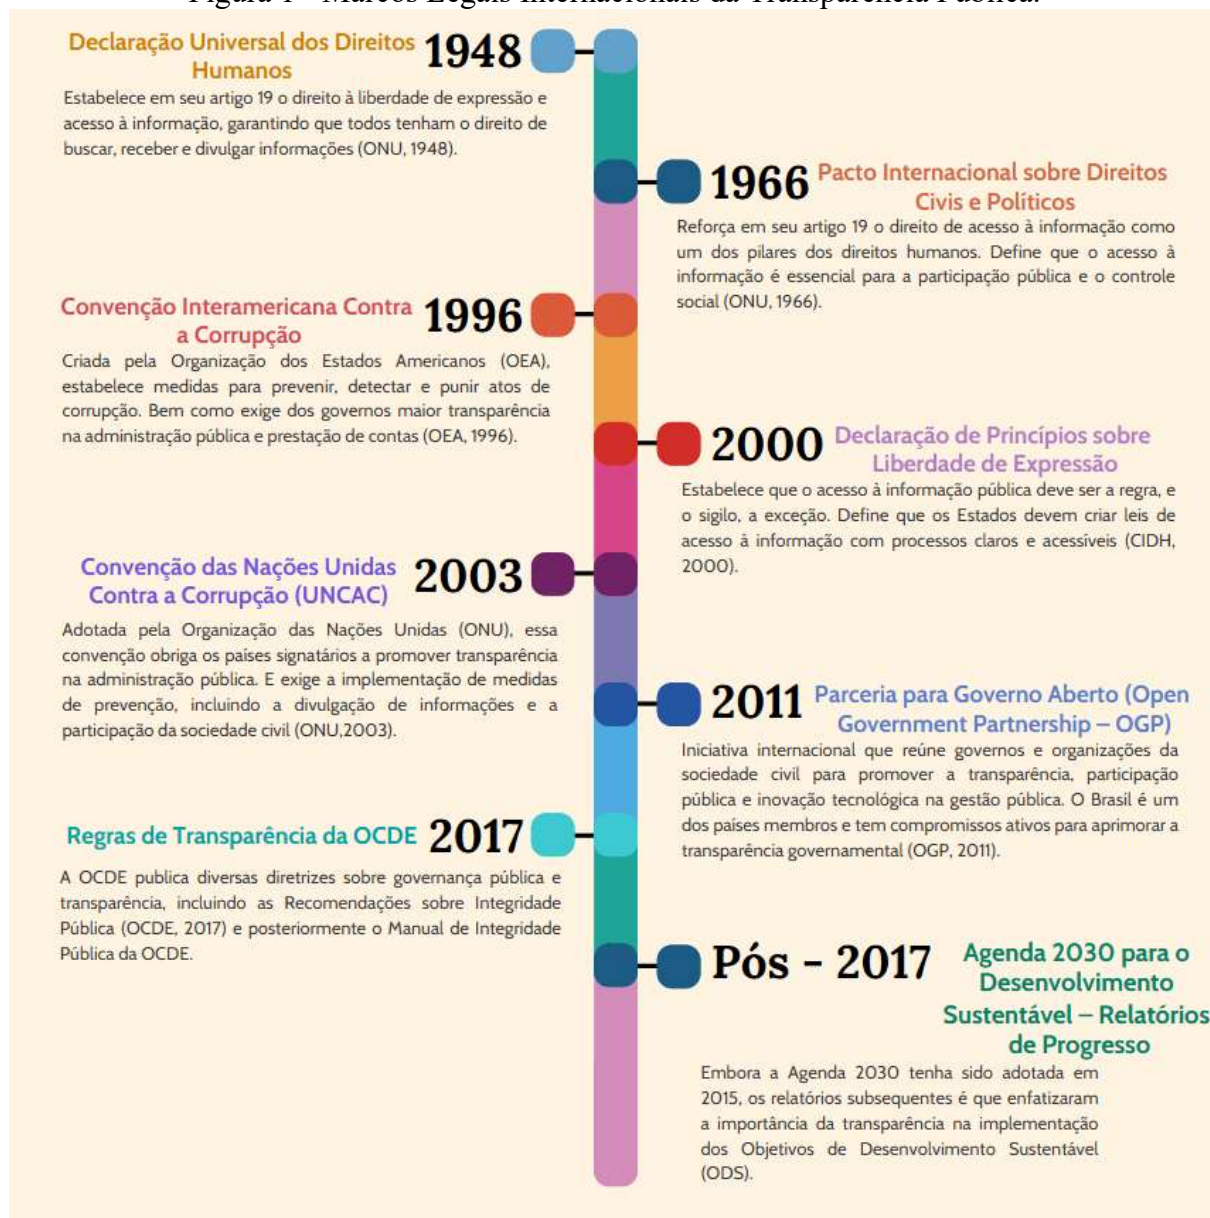 Figura 1 - Marcos Legais Internacionais da Transparência Pública.
Declaração Universal dos Direitos
Humanos
1948
Estabelece em seu artigo 19 o direito à liberdade de expressão e
acesso à informação, garantindo que todos tenham o direito de
buscar, receber e divulgar informações (ONU, 1948).
1966
Pacto Internacional sobre Direitos
Civis e Políticos
Reforça em seu artigo 19 o direito de acesso à informação como
um dos pilares dos direitos humanos. Define que o acesso à
informação é essencial para a participação pública e o controle
social (ONU, 1966).
Convenção Interamericana Contra
a Corrupção
1996
Criada pela Organização dos Estados Americanos (OEA),
estabelece medidas para prevenir, detectar e punir atos de
corrupção. Bem como exige dos governos maior transparência
na administração pública e prestação de contas (OEA, 1996).
2000
Declaração de Princípios sobre
Liberdade de Expressão
Estabelece que o acesso à informação pública deve ser a regra, e
o sigilo, a exceção. Define que os Estados devem criar leis de
acesso à informação com processos claros e acessíveis (CIDH,
2000).
Convenção das Nações Unidas
Contra a Corrupção (UNCAC)
2003
Adotada pela Organização das Nações Unidas (ONU), essa
convenção obriga os países signatários a promover transparência
na administração pública. E exige a implementação de medidas
de prevenção, incluindo a divulgação de informações e a
participação da sociedade civil (ONU,2003).
2011
Parceria para Governo Aberto (Open
Government Partnership – OGP)
Iniciativa internacional que reúne governos e organizações da
sociedade civil para promover a transparência, participação
pública e inovação tecnológica na gestão pública. O Brasil é um
dos países membros e tem compromissos ativos para aprimorar a
transparência governamental (OGP, 2011).
Regras de Transparência da OCDE
2017
A OCDE publica diversas diretrizes sobre governança pública e
transparência, incluindo as Recomendações sobre Integridade
Pública (OCDE, 2017) e posteriormente o Manual de Integridade
Pública da OCDE.
Pós - 2017
Agenda 2030 para o
Desenvolvimento
Sustentável – Relatórios
de Progresso
Embora a Agenda 2030 tenha sido adotada em
2015, os relatórios subsequentes é que enfatizaram
a importância da transparência na implementação
dos Objetivos de Desenvolvimento Sustentável
(ODS).